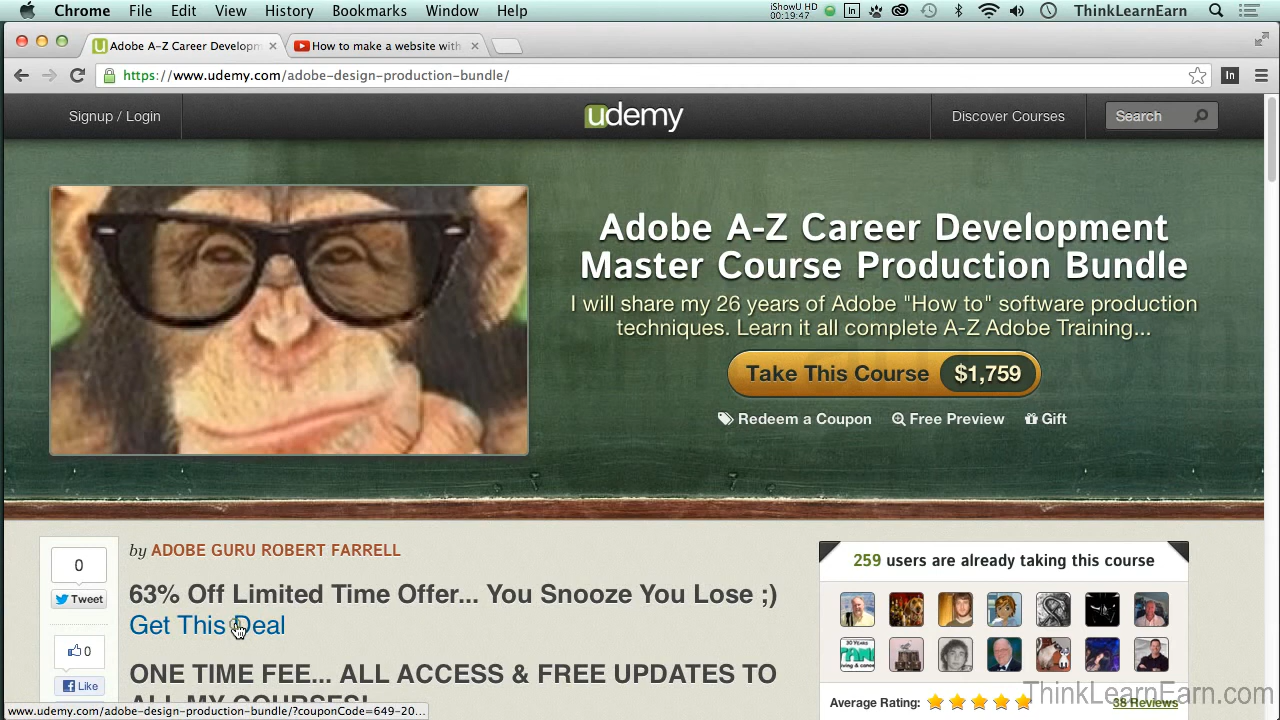 Chrome File Edit View History Bookmarks Window Help iShowU HD 00:19:47 In ThinkLearnEarn
Adobe A-Z Career Developm How to make a website with
https://www.udemy.com/adobe-design-production-bundle/ In
Signup / Login udemy Discover Courses Search
Adobe A-Z Career Development
Master Course Production Bundle
I will share my 26 years of Adobe "How to" software production
techniques. Learn it all complete A-Z Adobe Training...
Take This Course $1,759
Redeem a Coupon Free Preview Gift
by ADOBE GURU ROBERT FARRELL
0
Tweet
0
Like
63% Off Limited Time Offer... You Snooze You Lose ;)
Get This Deal
ONE TIME FEE... ALL ACCESS & FREE UPDATES TO
ALL MY COURSES!
259 users are already taking this course
Average Rating: 38 Reviews
ThinkLearnEarn.com
www.udemy.com/adobe-design-production-bundle/?couponCode=649-20...